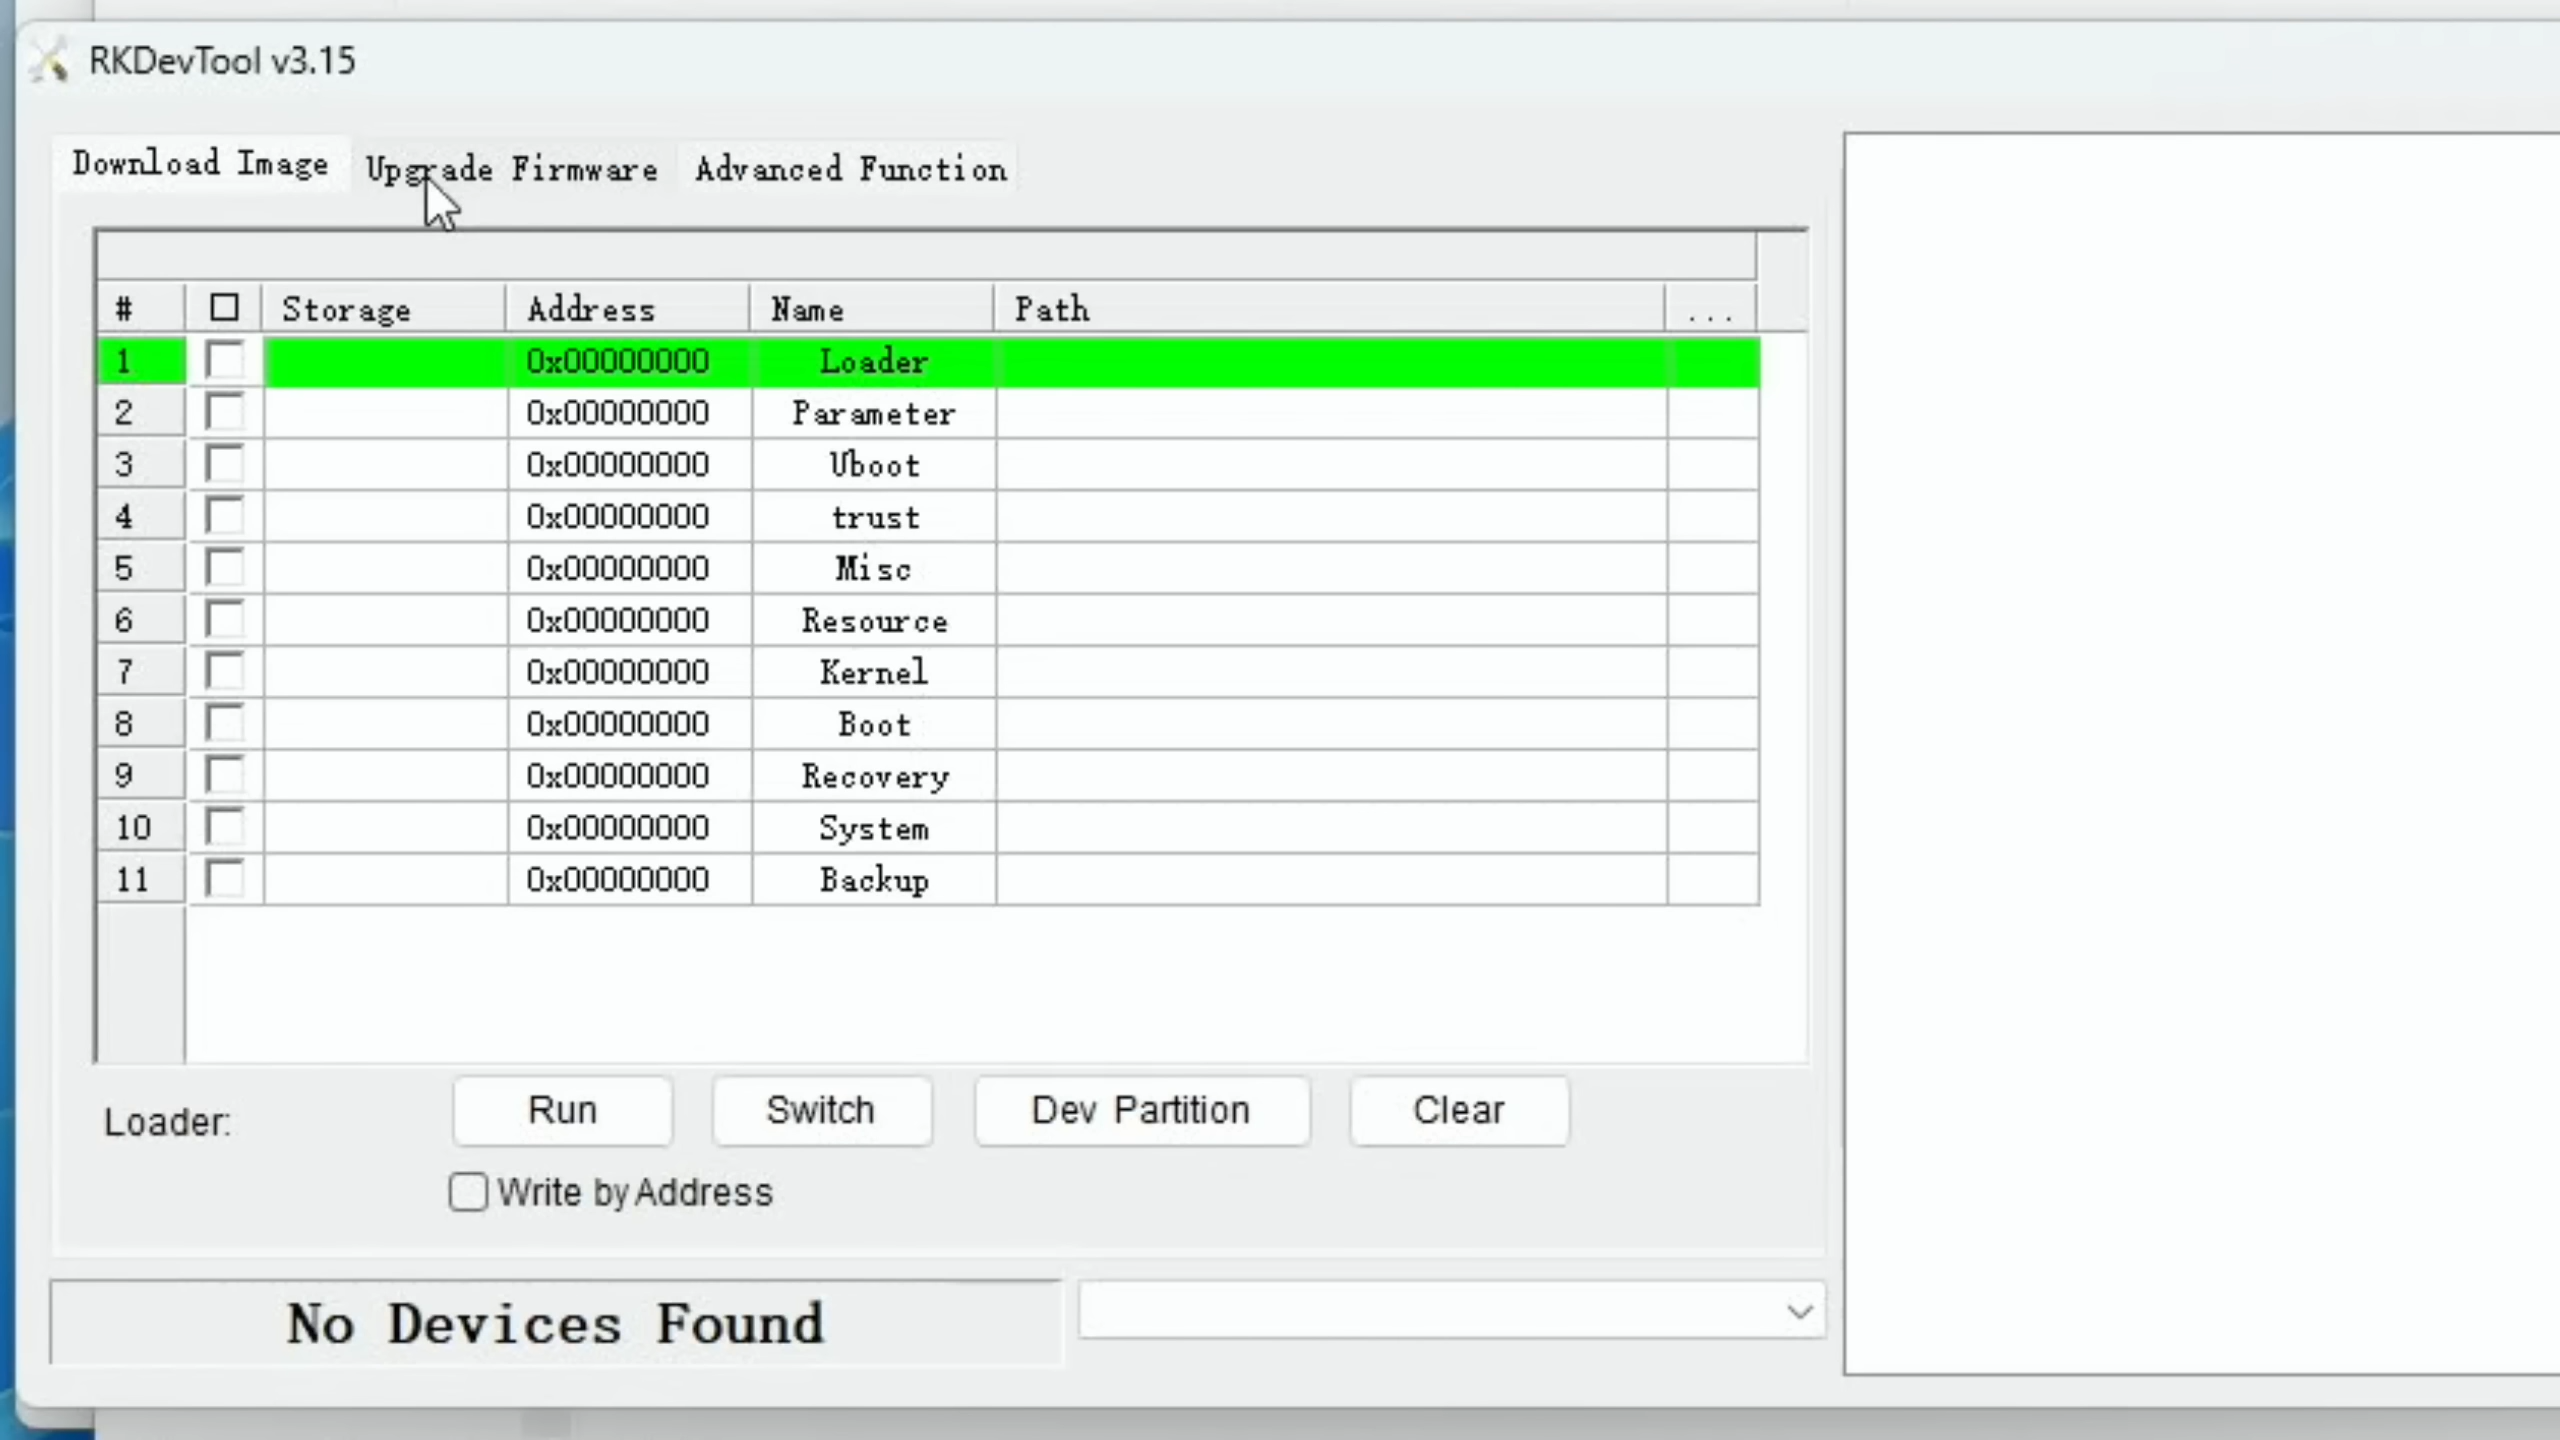 RKDevTool v3.15
Download Image Upgrade Firmware Advanced Function
# Storage Address Name Path ...
1 0x00000000 Loader
2 0x00000000 Parameter
3 0x00000000 Uboot
4 0x00000000 trust
5 0x00000000 Misc
6 0x00000000 Resource
7 0x00000000 Kernel
8 0x00000000 Boot
9 0x00000000 Recovery
10 0x00000000 System
11 0x00000000 Backup
Loader: Run Switch Dev Partition Clear
Write by Address
No Devices Found